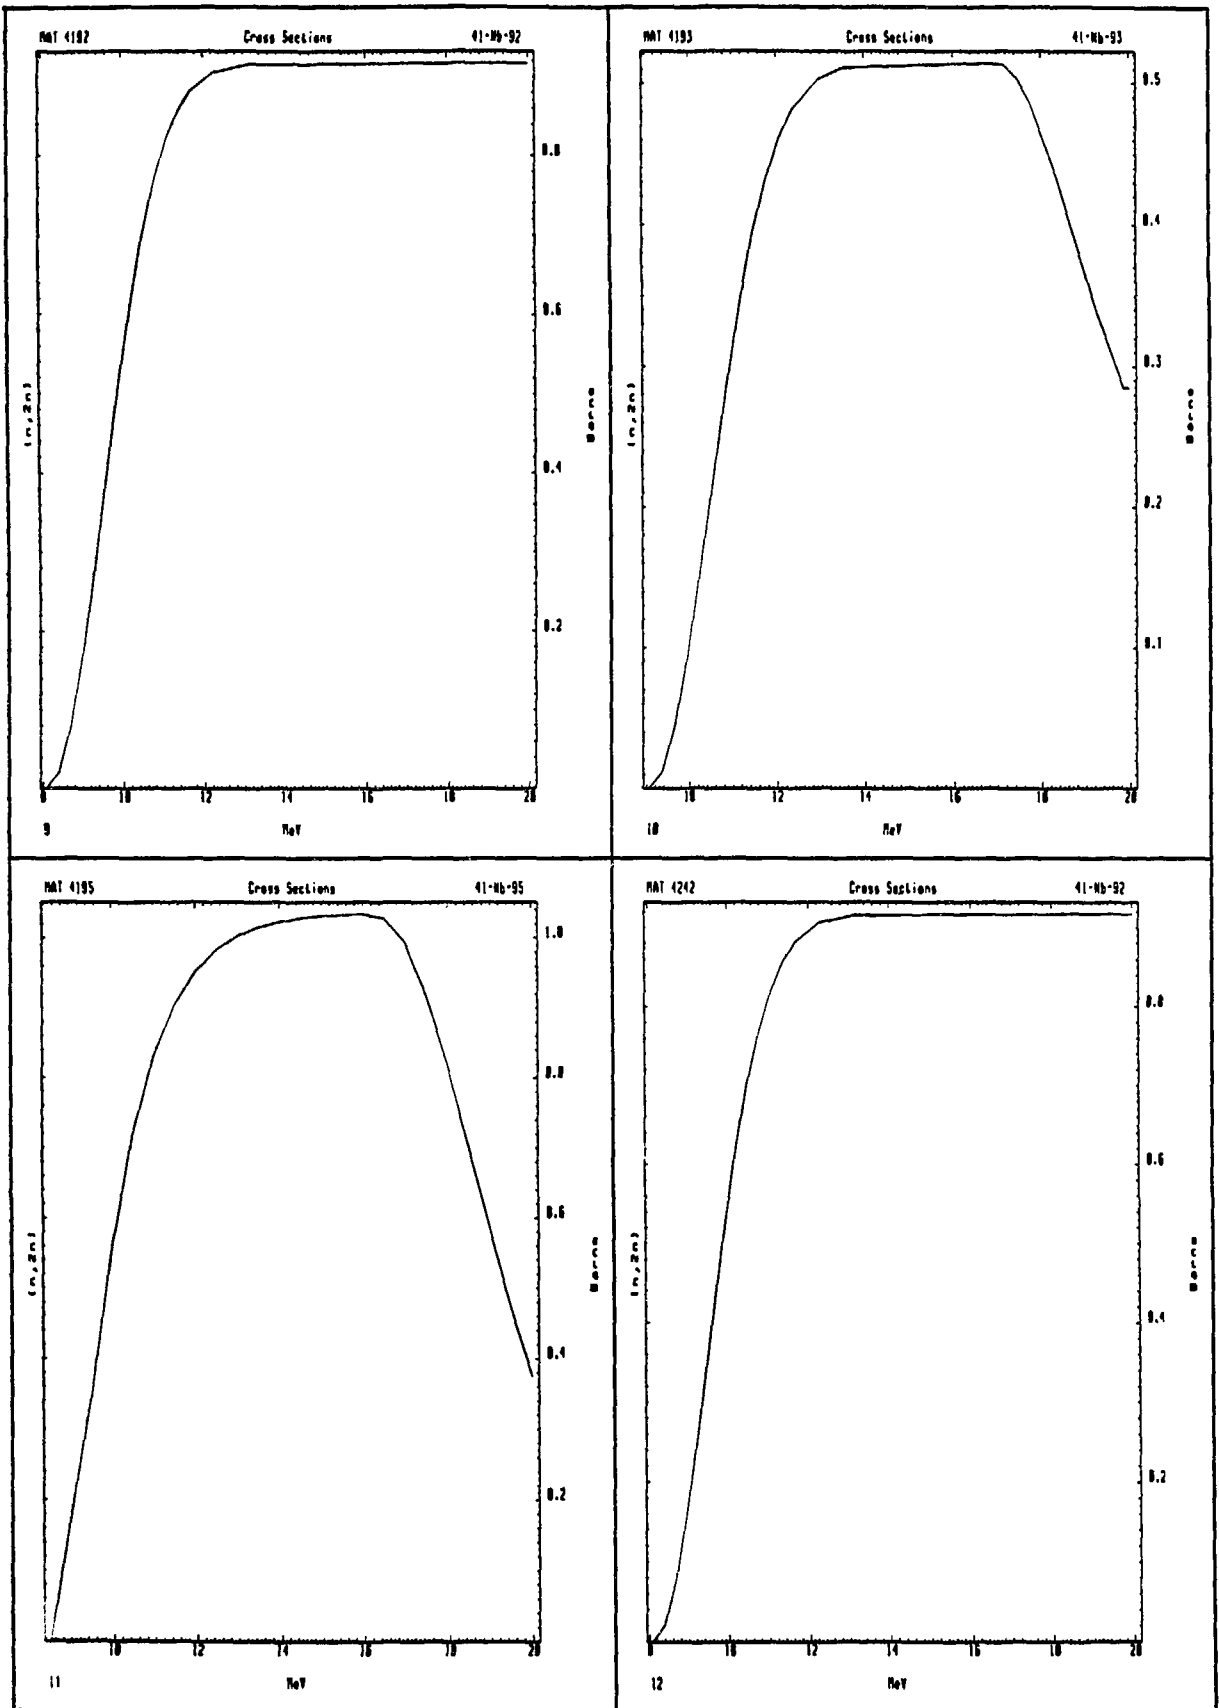 MAT 4192 Cross Sections 41-Nb-92
0.8
0.6
0.4
0.2
(n,2n)
Barns
8 10 12 14 16 18 20
9 MeV
MAT 4193 Cross Sections 41-Nb-93
0.5
0.4
0.3
0.2
0.1
(n,2n)
Barns
10 12 14 16 18 20
10 MeV
MAT 4195 Cross Sections 41-Nb-95
1.0
0.8
0.6
0.4
0.2
(n,2n)
Barns
10 12 14 16 18 20
11 MeV
MAT 4242 Cross Sections 41-Nb-92
0.8
0.6
0.4
0.2
(n,2n)
Barns
8 10 12 14 16 18 20
12 MeV